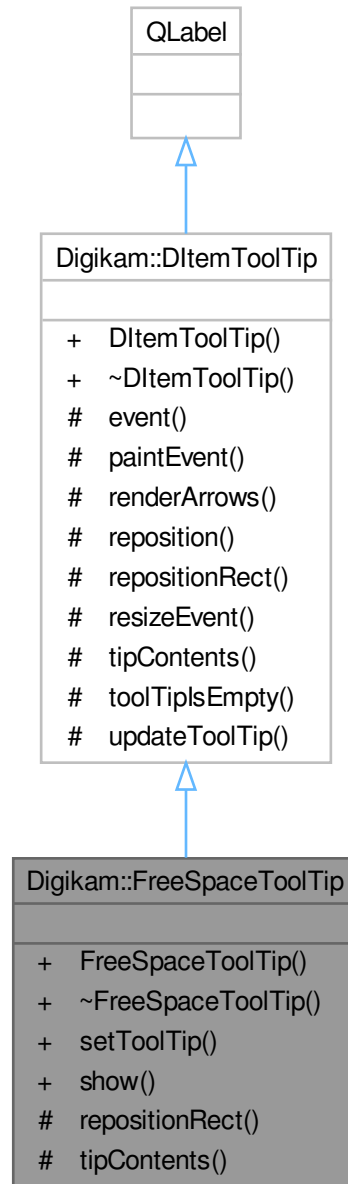 QLabel
Digikam::DItemToolTip
+ DItemToolTip()
+ ~DItemToolTip()
# event()
# paintEvent()
# renderArrows()
# reposition()
# repositionRect()
# resizeEvent()
# tipContents()
# toolTipIsEmpty()
# updateToolTip()
Digikam::FreeSpaceToolTip
+ FreeSpaceToolTip()
+ ~FreeSpaceToolTip()
+ setToolTip()
+ show()
# repositionRect()
# tipContents()